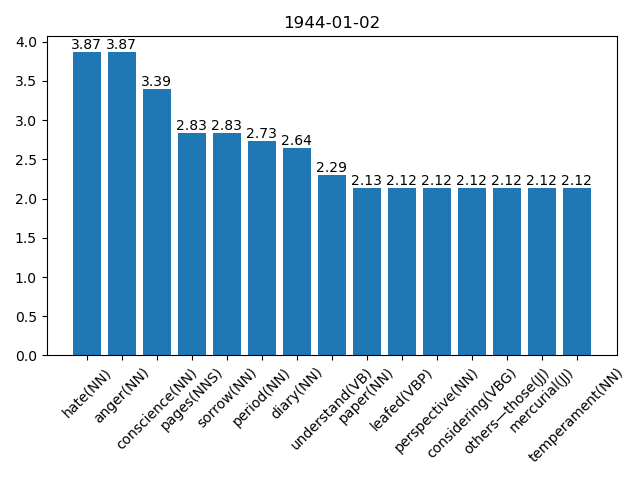 1944-01-02
4.0
3.5
3.0
2.5
2.0
1.5
1.0
0.5
0.0
3.87
3.87
3.39
2.83
2.83
2.73
2.64
2.29
2.13
2.12
2.12
2.12
2.12
2.12
2.12
hate(NN)
anger(NN)
conscience(NN)
pages(NNS)
sorrow(NN)
period(NN)
diary(NN)
understand(VB)
paper(NN)
leafed(VBP)
perspective(NN)
considering(VBG)
others—those(JJ)
mercurial(JJ)
temperament(NN)